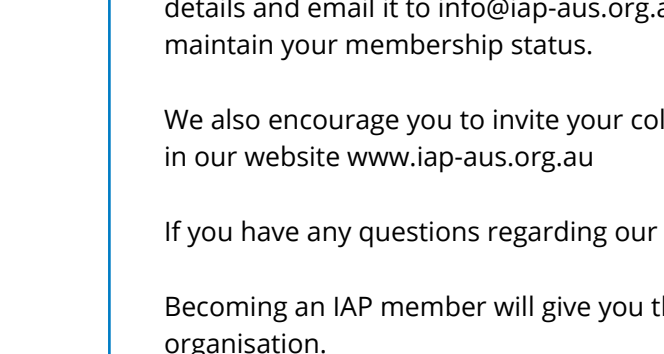 details and email it to info@iap-aus.org.a
maintain your membership status.
We also encourage you to invite your col
in our website www.iap-aus.org.au
If you have any questions regarding our
Becoming an IAP member will give you th
organisation.